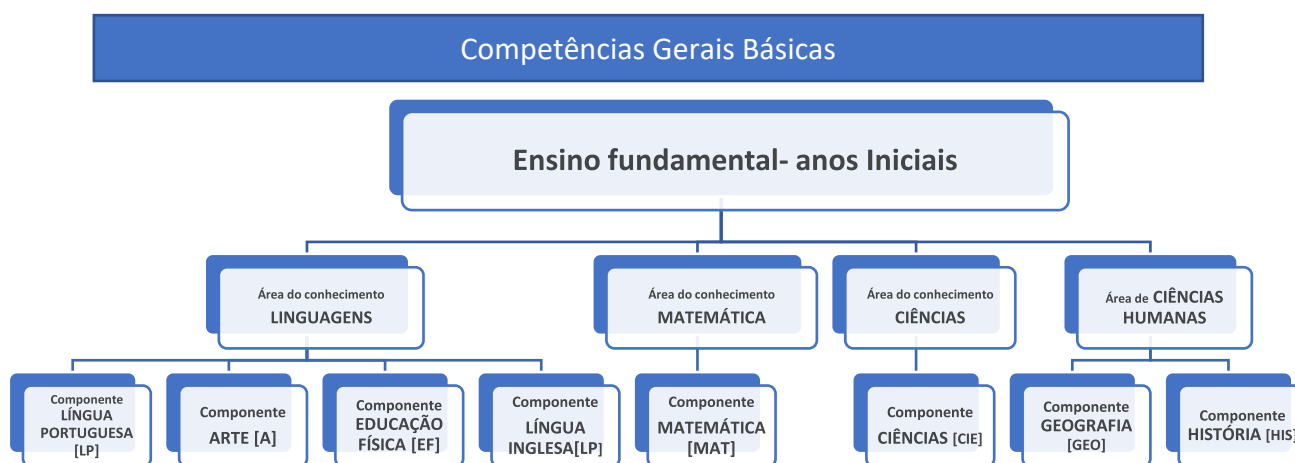 Competências Gerais Básicas
Ensino fundamental- anos Iniciais
Área do conhecimento
LINGUAGENS
Área do conhecimento
MATEMÁTICA
Área do conhecimento
CIÊNCIAS
Área de CIÊNCIAS
HUMANAS
Componente
LÍNGUA
PORTUGUESA
[LP]
Componente
ARTE [A]
Componente
EDUCAÇÃO
FÍSICA [EF]
Componente
LÍNGUA
INGLESA[LP]
Componente
MATEMÁTICA
[MAT]
Componente
CIÊNCIAS [CIE]
Componente
GEOGRAFIA
[GEO]
Componente
HISTÓRIA [HIS]